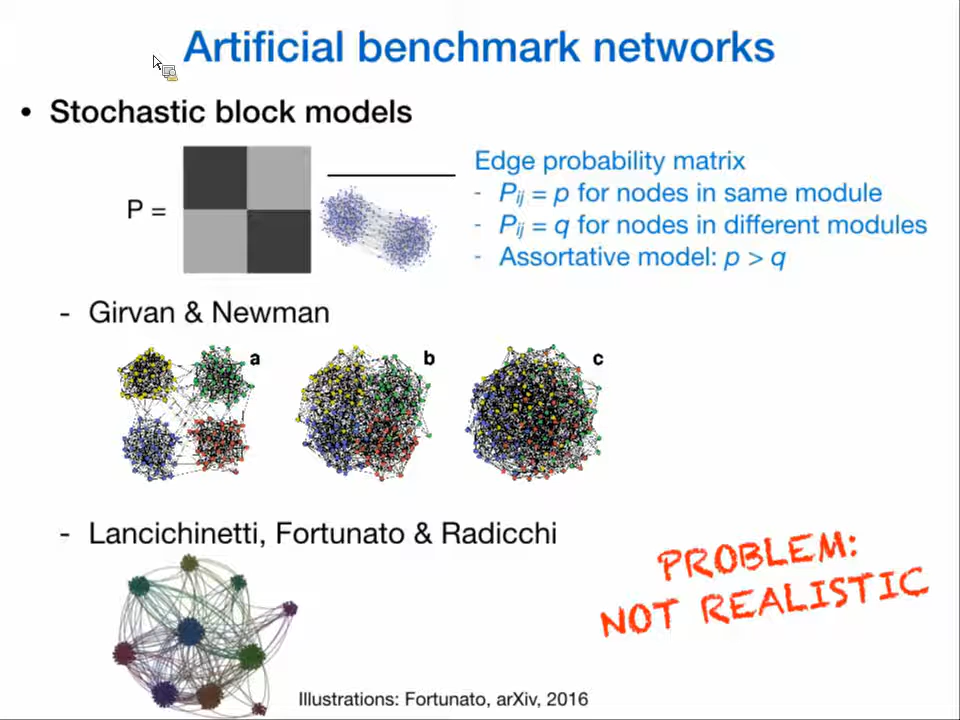 Artificial benchmark networks
• Stochastic block models
P =
Edge probability matrix
- Pij = p for nodes in same module
- Pij = q for nodes in different modules
- Assortative model: p > q
- Girvan & Newman
a
b
c
- Lancichinetti, Fortunato & Radicchi
PROBLEM:
NOT REALISTIC
Illustrations: Fortunato, arXiv, 2016